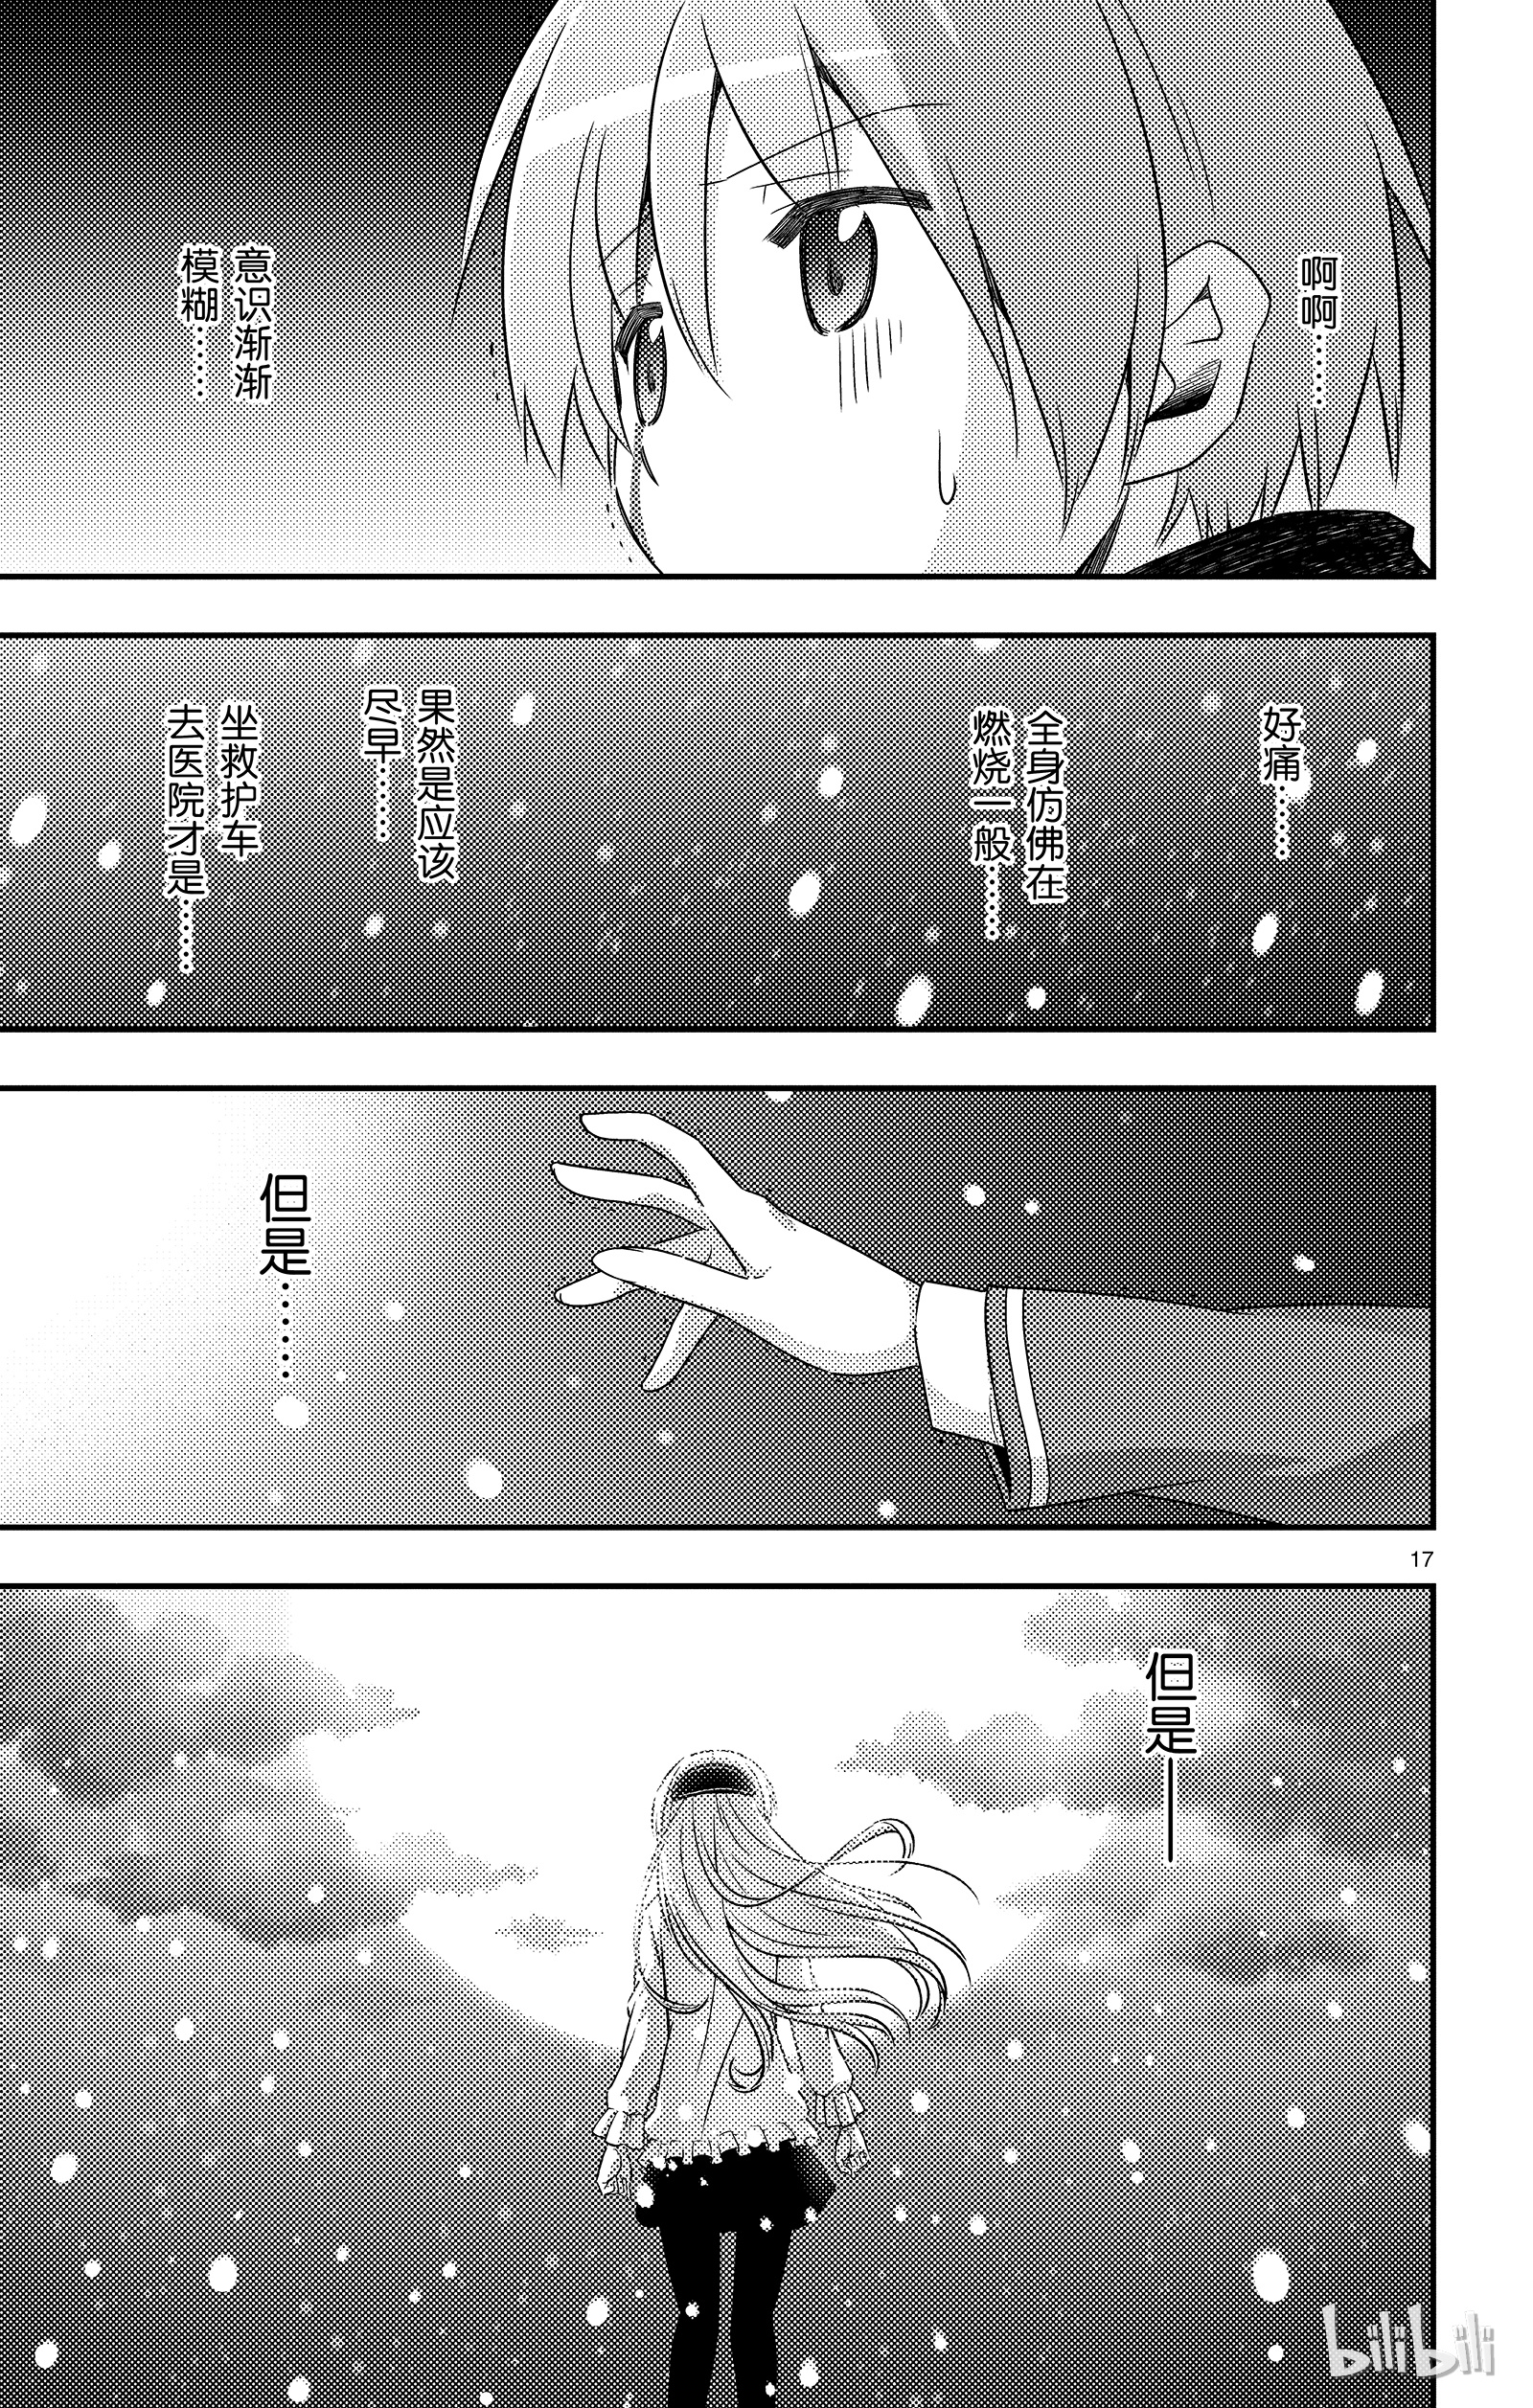 啊啊……
意识渐渐
模糊……
好痛……
全身仿佛在
燃烧一般……
果然是应该
尽早……
坐救护车
去医院才是……
但是……
17
但是——
bilibili